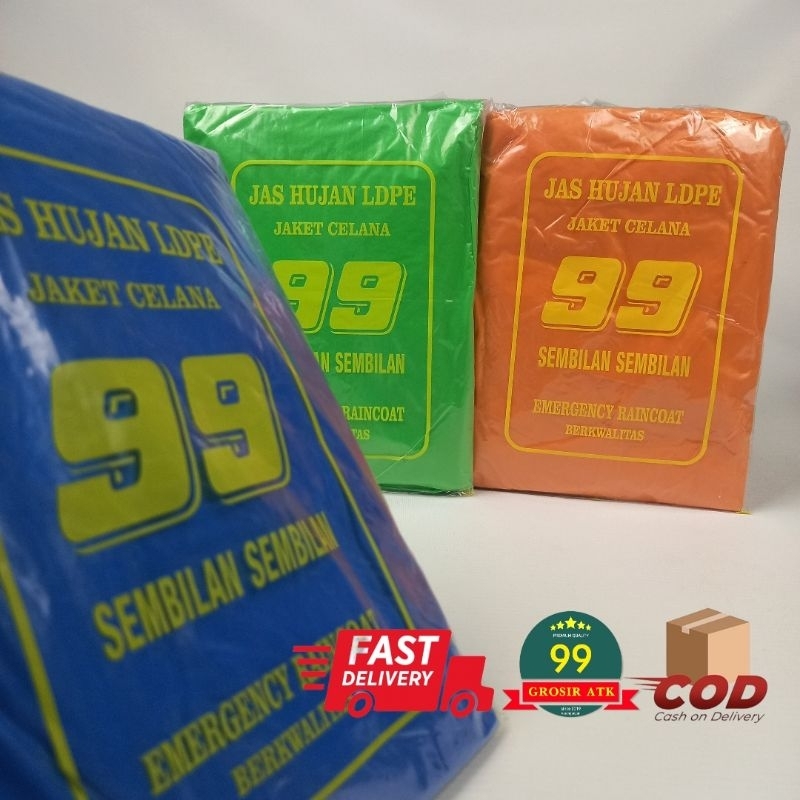 JAS HUJAN LDPE
JAKET CELANA
99
SEMBILAN SEMBILAN
EMERGENCY RAINCOAT
BERKWALITAS
JAS HUJAN LDPE
JAKET CELANA
99
SEMBILAN
RAINCOAT
JAS HUJAN LDPE
JAKET CELANA
99
SEMBILAN SEMBILAN
EMERGENCY RAINCOAT
BERKWALITAS
FAST
DELIVERY
PREMIUM QUALITY
99
GROSIR ATK
COD
Cash on Delivery